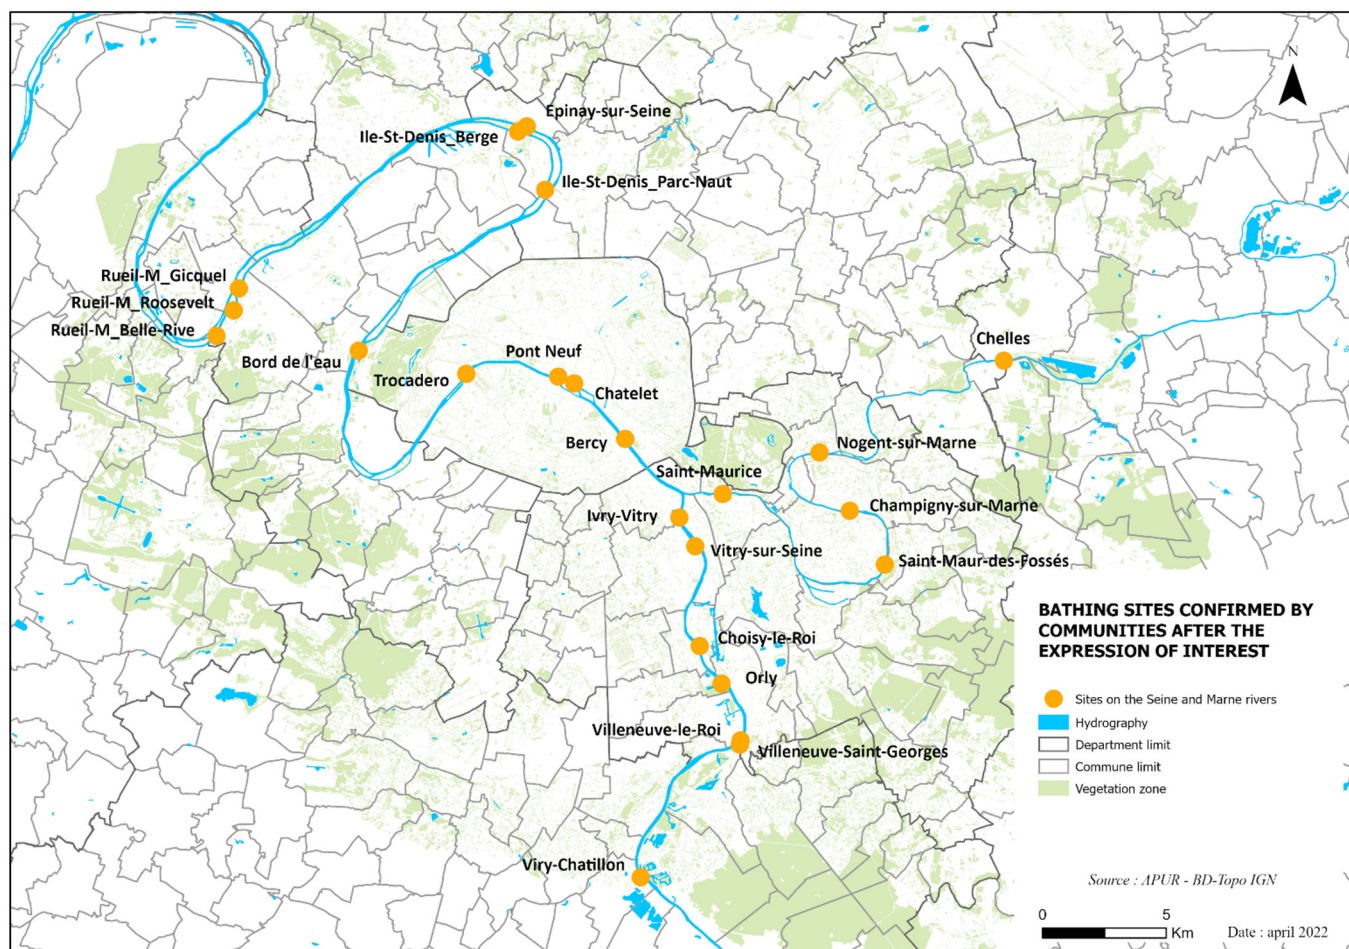 N
Epinay-sur-Seine
Ile-St-Denis_Berge
Ile-St-Denis_Parc-Naut
Rueil-M_Gicquel
Rueil-M_Roosevelt
Rueil-M_Belle-Rive
Bord de l'eau
Trocadero
Pont Neuf
Chatelet
Chelles
Bercy
Nogent-sur-Marne
Saint-Maurice
Ivry-Vitry
Champigny-sur-Marne
Vitry-sur-Seine
Saint-Maur-des-Fossés
Choisy-le-Roi
Orly
Villeneuve-le-Roi
Villeneuve-Saint-Georges
Viry-Chatillon
BATHING SITES CONFIRMED BY
COMMUNITIES AFTER THE
EXPRESSION OF INTEREST
Sites on the Seine and Marne rivers
Hydrography
Department limit
Commune limit
Vegetation zone
Source : APUR - BD-Topo IGN
0 5
Km
Date : april 2022